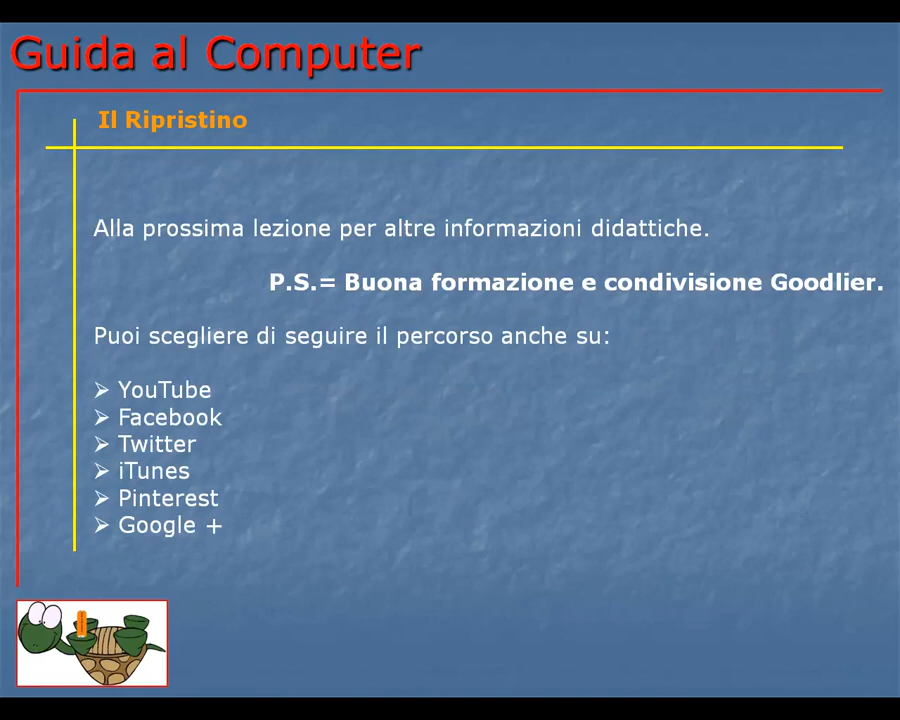 Guida al Computer
Il Ripristino
Alla prossima lezione per altre informazioni didattiche.
P.S.= Buona formazione e condivisione Goodlier.
Puoi scegliere di seguire il percorso anche su:
➢ YouTube
➢ Facebook
➢ Twitter
➢ iTunes
➢ Pinterest
➢ Google +